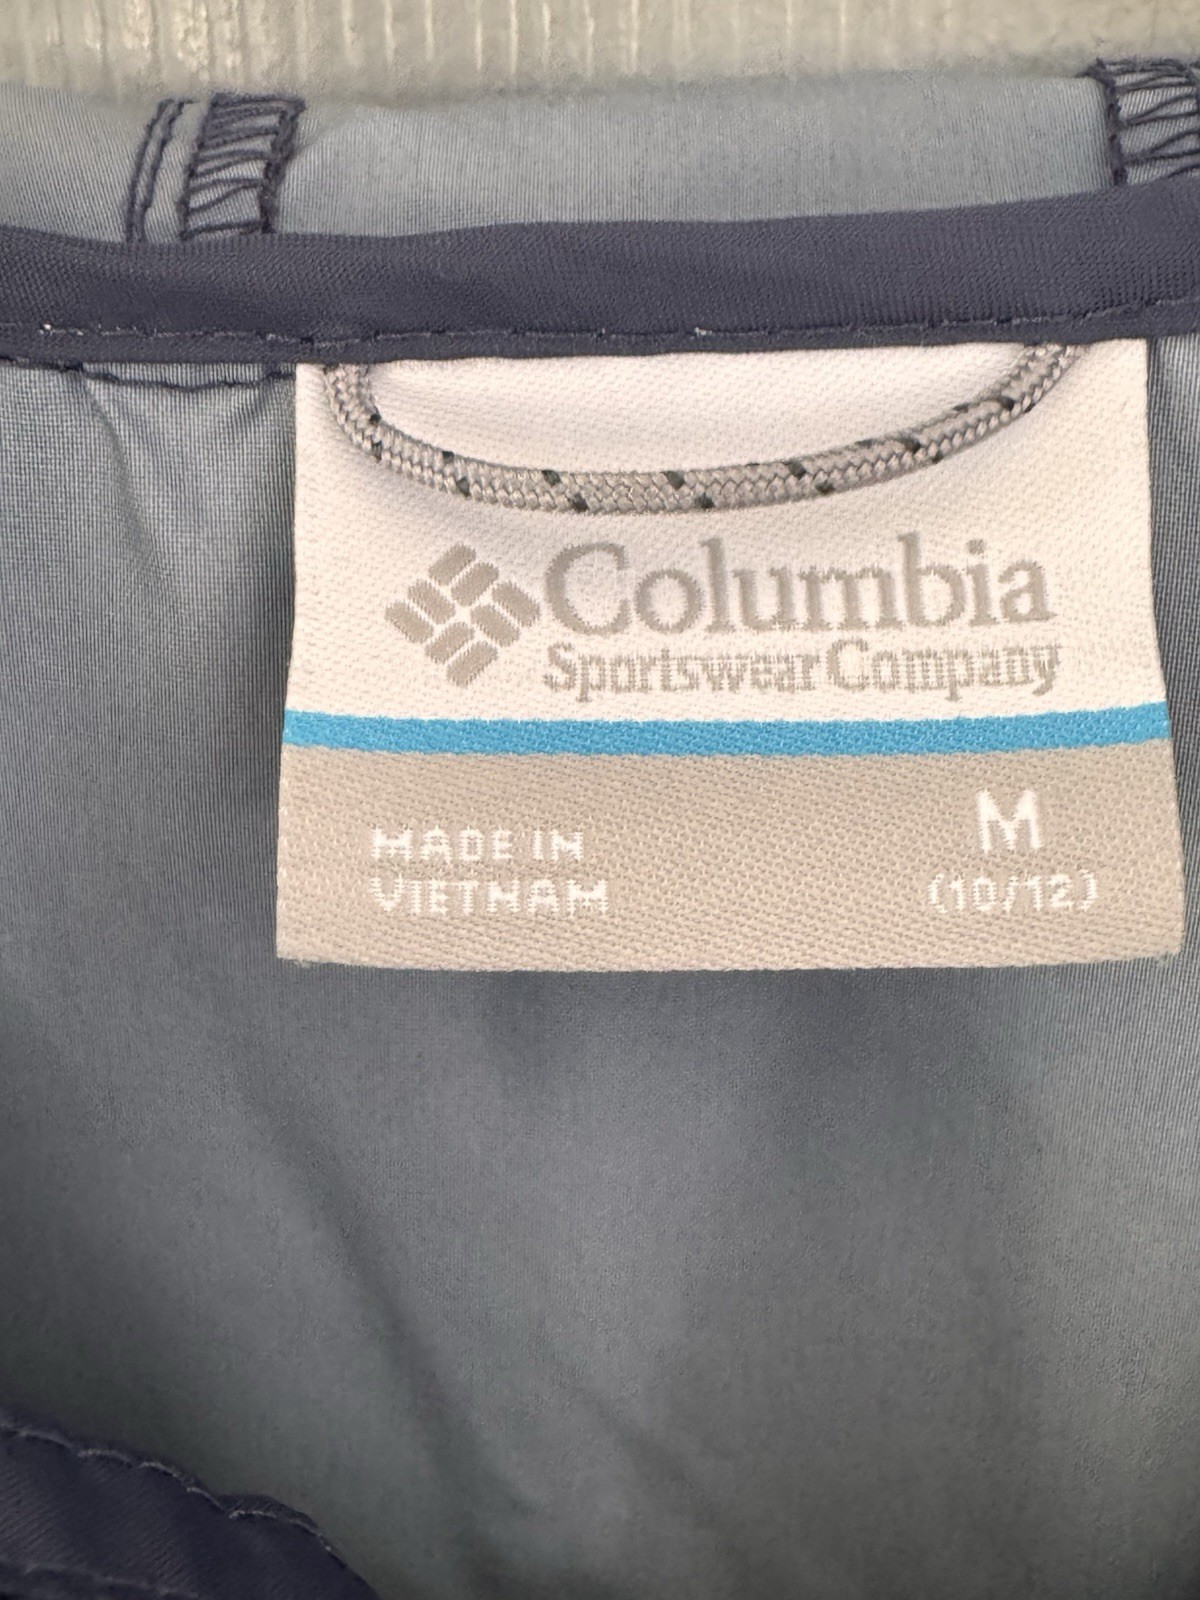 Columbia
Sportswear Company
MADE IN
VIETNAM
M
(10/12)